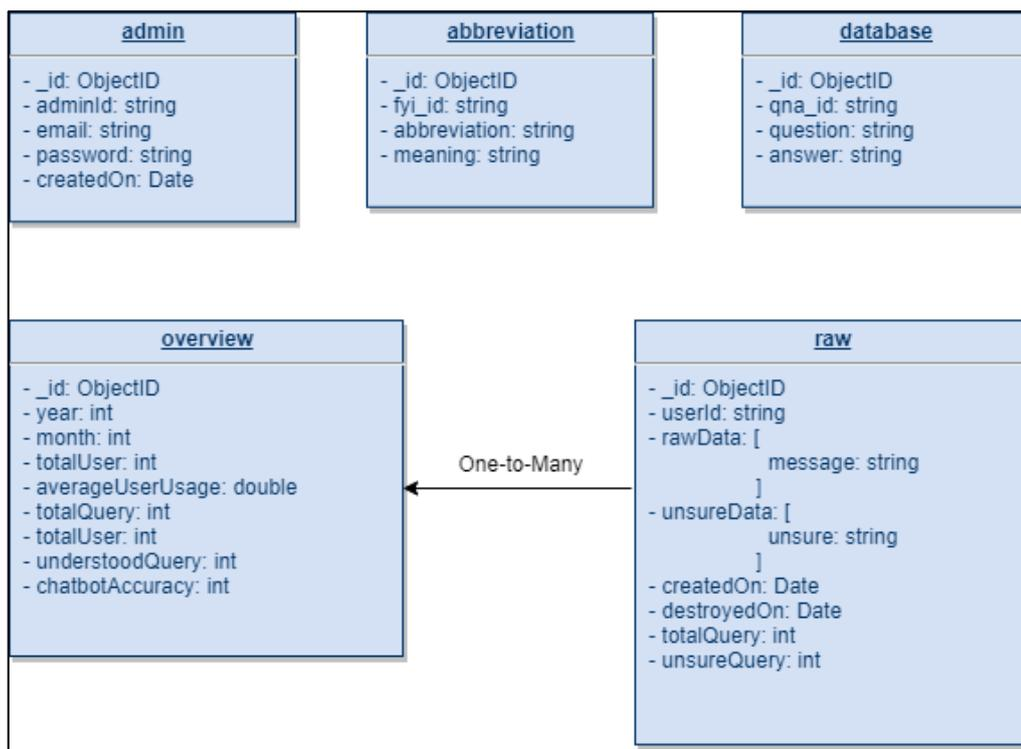 admin
- _id: ObjectID
- adminId: string
- email: string
- password: string
- createdOn: Date
abbreviation
- _id: ObjectID
- fyi_id: string
- abbreviation: string
- meaning: string
database
- _id: ObjectID
- qna_id: string
- question: string
- answer: string
overview
- _id: ObjectID
- year: int
- month: int
- totalUser: int
- averageUserUsage: double
- totalQuery: int
- totalUser: int
- understoodQuery: int
- chatbotAccuracy: int
One-to-Many
raw
- _id: ObjectID
- userId: string
- rawData: [
message: string
]
- unsureData: [
unsure: string
]
- createdOn: Date
- destroyedOn: Date
- totalQuery: int
- unsureQuery: int